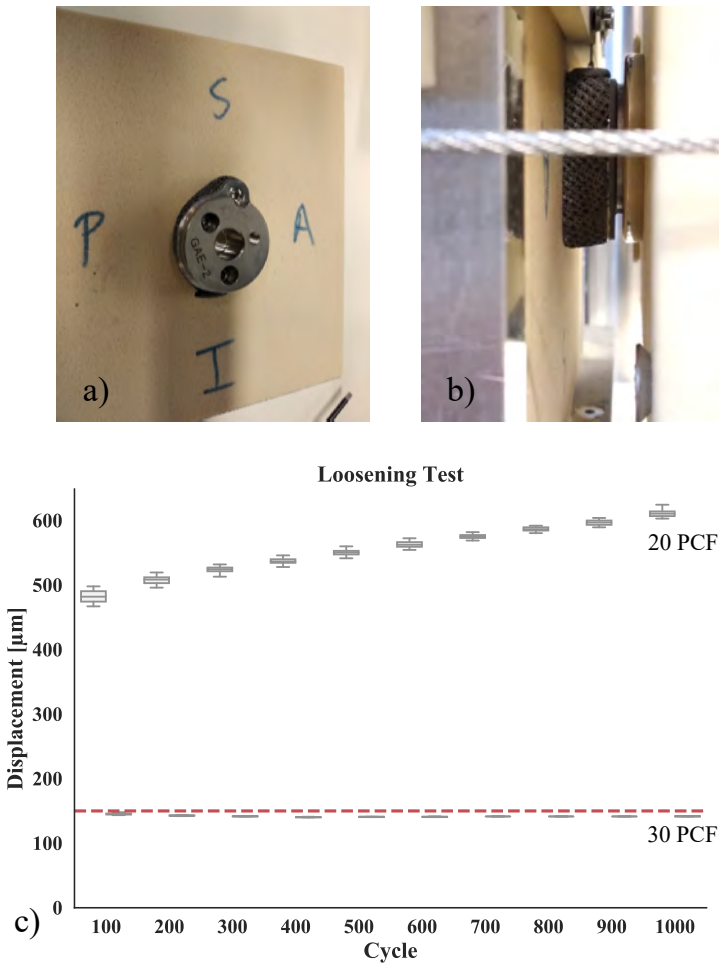 S
P
A
GAE-2
I
a)
b)
Loosening Test
Displacement [μm]
600
500
400
300
200
100
0
20 PCF
30 PCF
100 200 300 400 500 600 700 800 900 1000
Cycle
c)